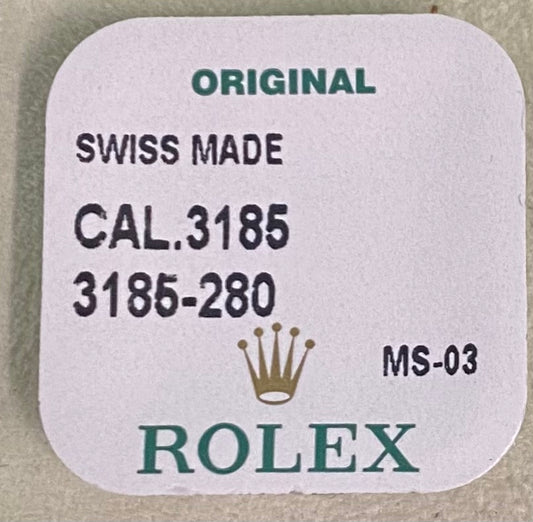 ORIGINAL
SWISS MADE
CAL.3185
3185-280
MS-03
ROLEX